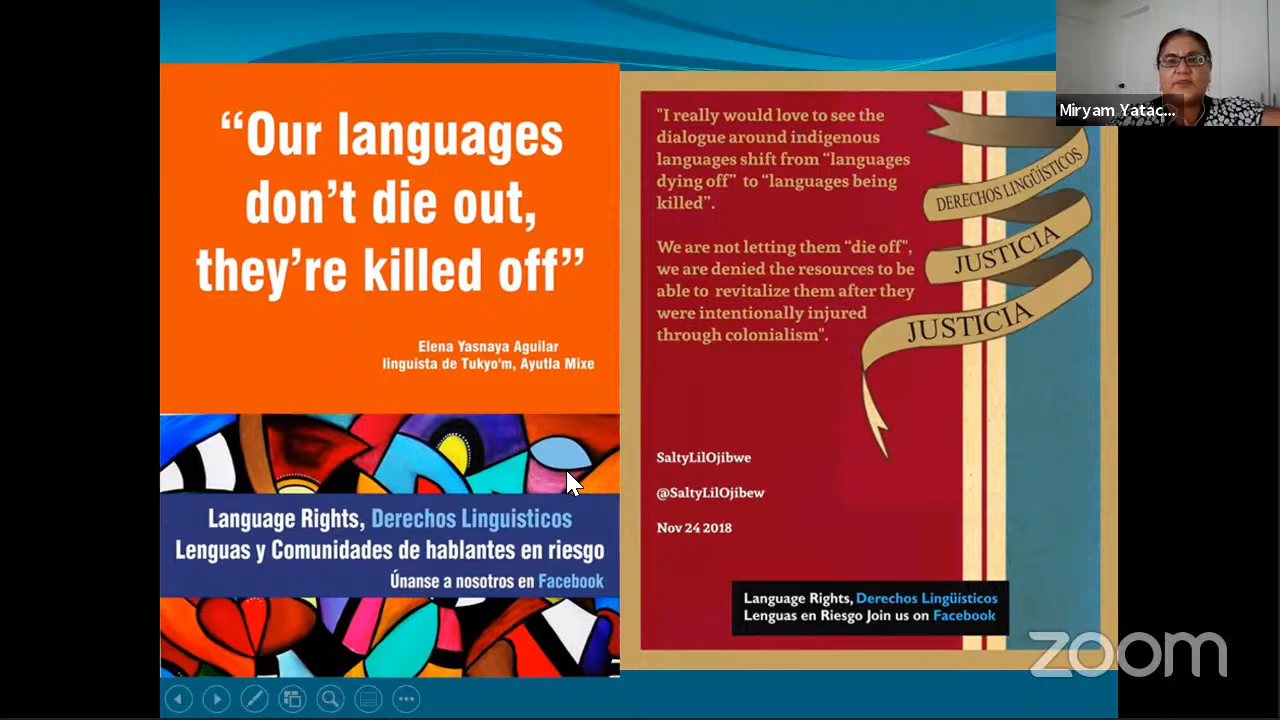 “Our languages
don’t die out,
they’re killed off”
Elena Yasnaya Aguilar
linguista de Tukyo'm, Ayutla Mixe
Language Rights, Derechos Linguisticos
Lenguas y Comunidades de hablantes en riesgo
Únanse a nosotros en Facebook
"I really would love to see the
dialogue around indigenous
languages shift from “languages
dying off” to “languages being
killed”.
We are not letting them “die off”,
we are denied the resources to be
able to revitalize them after they
were intentionally injured
through colonialism".
DERECHOS LINGÜÍSTICOS
JUSTICIA
JUSTICIA
SaltyLilOjibwe
@SaltyLilOjibew
Nov 24 2018
Language Rights, Derechos Lingüísticos
Lenguas en Riesgo Join us on Facebook
Miryam Yatac...
zoom